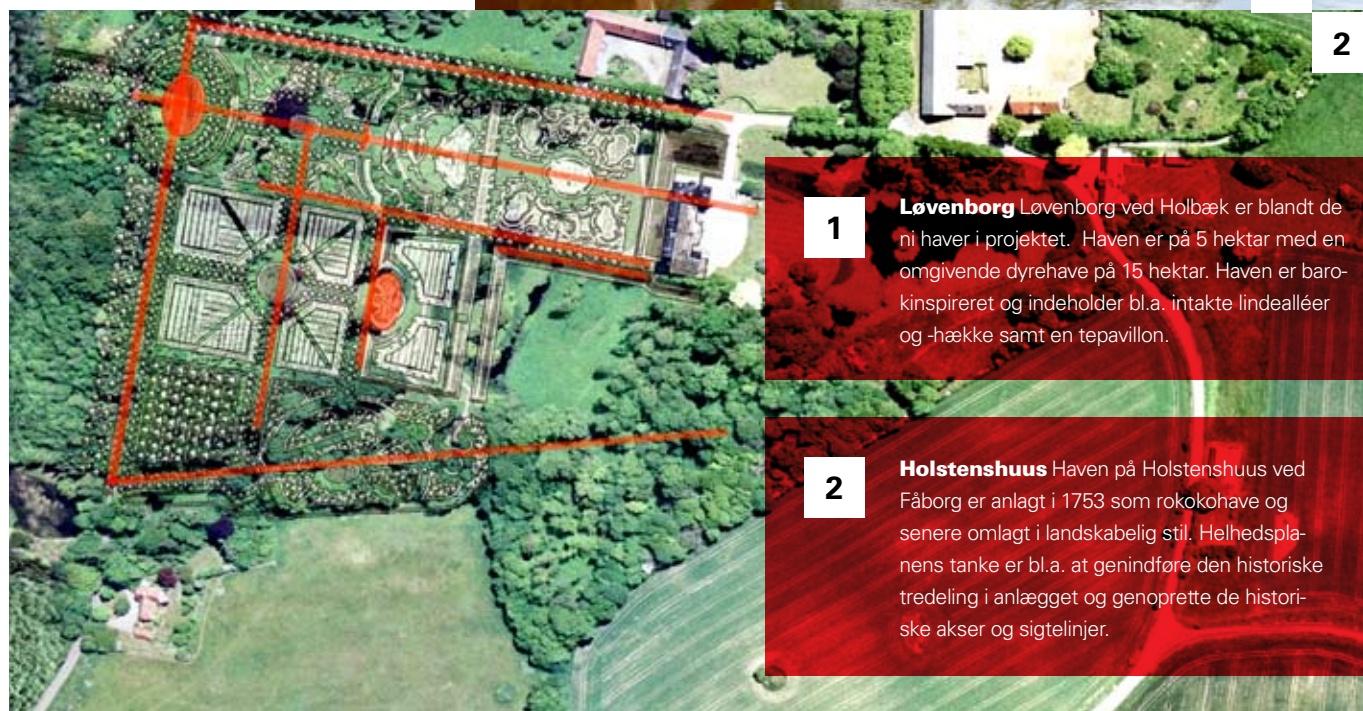 2
1
Løvenborg Løvenborg ved Holbæk er blandt de
ni haver i projektet. Haven er på 5 hektar med en
omgivende dyrehave på 15 hektar. Haven er baro-
kinspireret og indeholder bl.a. intakte lindealléer
og -hække samt en tepavillon.
2
Holstenshuus Haven på Holstenshuus ved
Fåborg er anlagt i 1753 som rokokohave og
senere omlagt i landskabelig stil. Helhedspla-
nens tanke er bl.a. at genindføre den historiske
tredeling i anlægget og genoprette de histori-
ske akser og sigtelinjer.